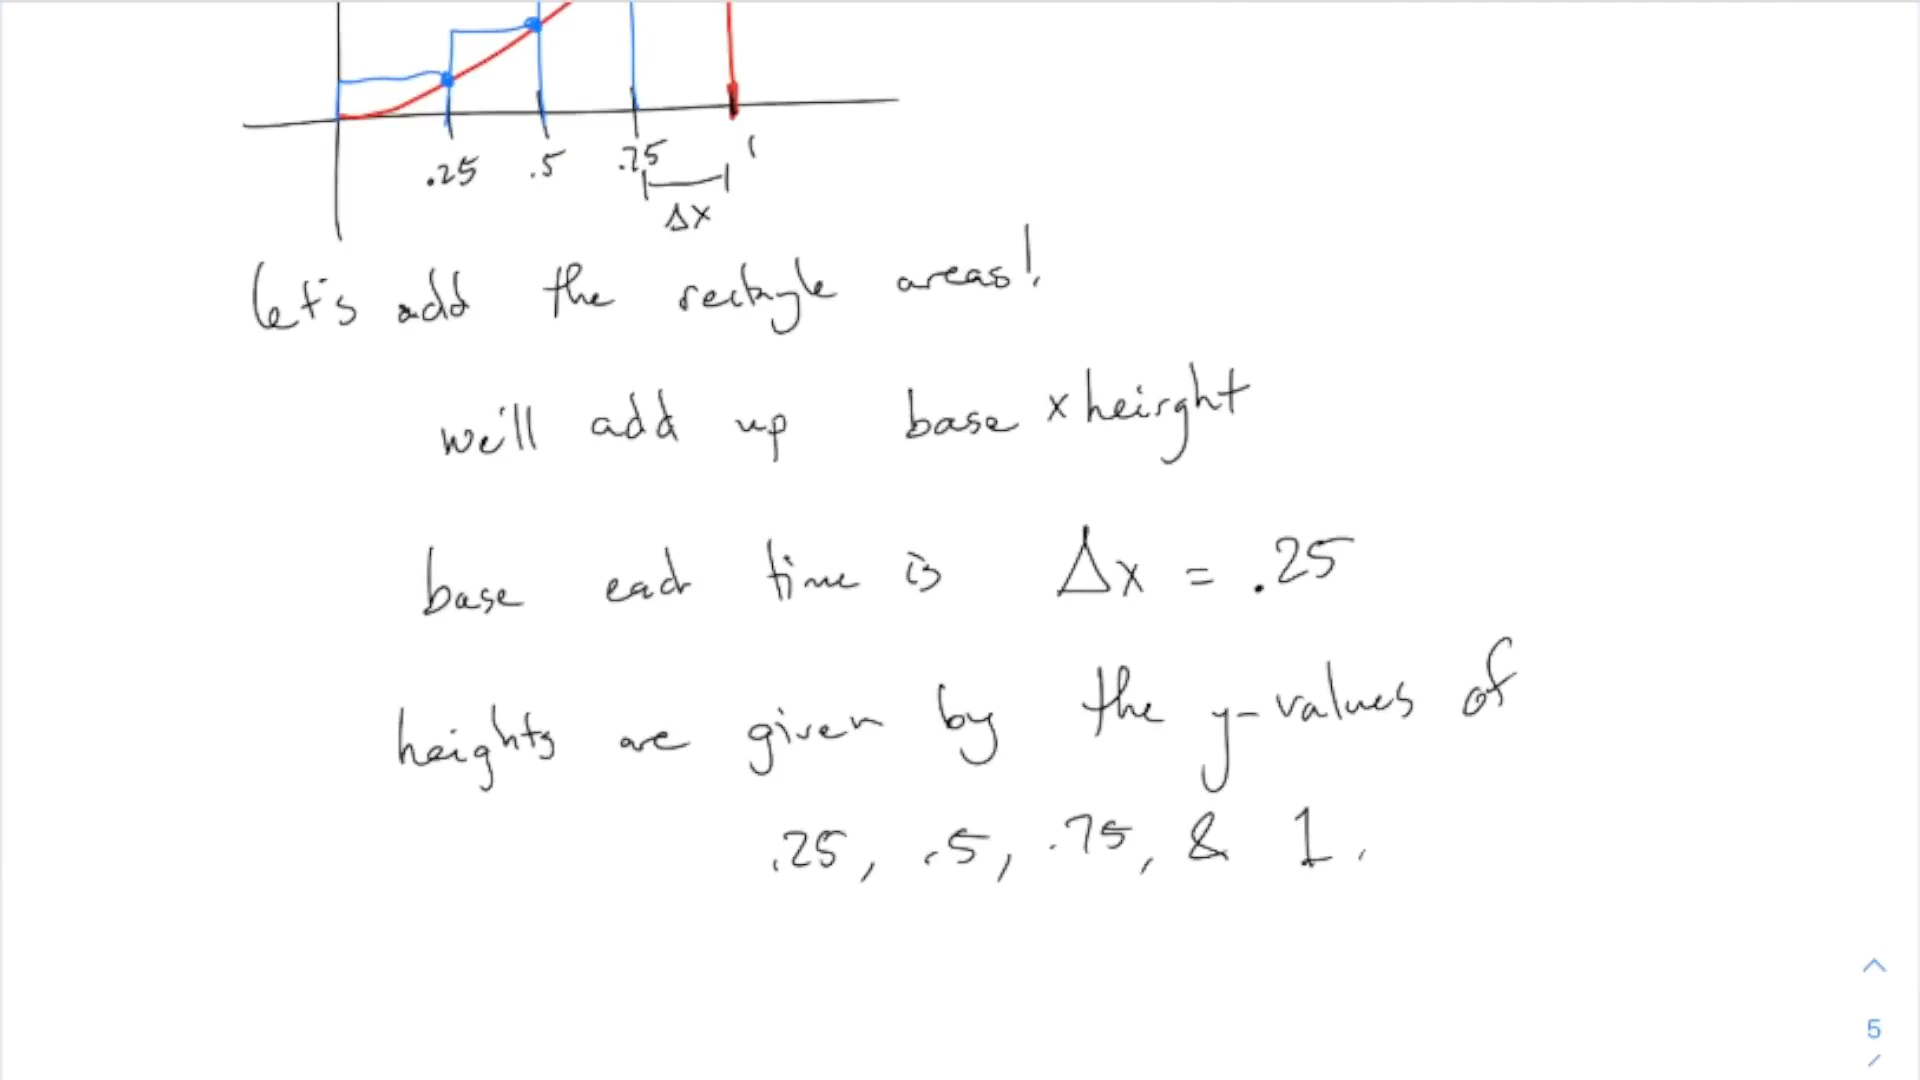 .25 .5 .75 1
Δx
let's add the rectangle areas!
we'll add up base x heirght
base each time is Δx = .25
heights are given by the y-values of
.25, .5, .75, & 1.
5